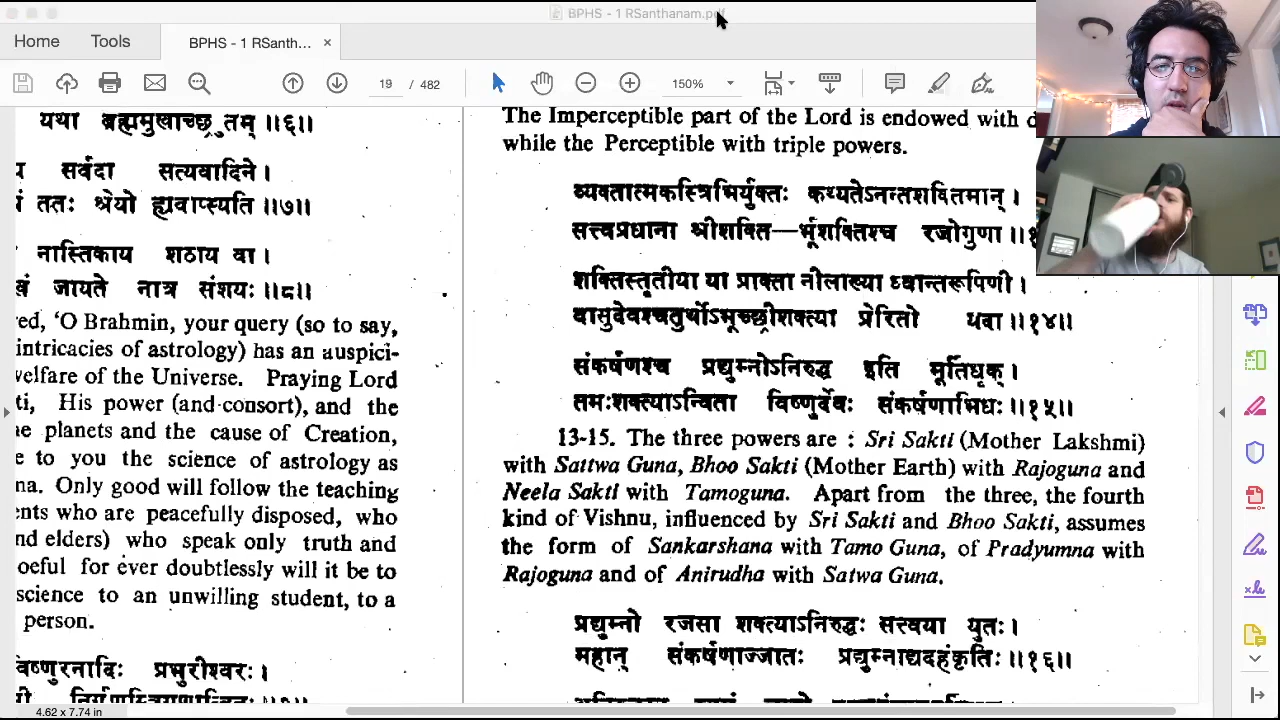 BPHS - 1 RSanthanam.pdf
Home Tools BPHS - 1 RSanth... ×
19 / 482 150%
यथा ब्रह्ममुखाच्छ्रुतम् ॥६॥
सर्वदा सत्यवादिने।
ततः श्रेयो ह्यवाप्स्यति ॥७॥
नास्तिकाय शठाय वा।
जायते नात्र संशयः ॥८॥
red, 'O Brahmin, your query (so to say,
intricacies of astrology) has an auspici-
welfare of the Universe. Praying Lord
ti, His power (and consort), and the
planets and the cause of Creation,
e to you the science of astrology as
na. Only good will follow the teaching
ents who are peacefully disposed, who
nd elders) who speak only truth and
oeful for ever doubtlessly will it be to
science to an unwilling student, to a
person.
विष्णुरनादिः प्रभुरीश्वरः।
The Imperceptible part of the Lord is endowed with d
while the Perceptible with triple powers.
व्यक्तात्मकस्त्रिभिर्युक्तः कथ्यतेऽनन्तशक्तिमान्।
सत्त्वप्रधाना श्रीशक्ति—र्भूशक्तिश्च रजोगुणा॥१
शक्तिस्तृतीया या प्राक्ता नीलाख्या ध्वान्तरूपिणी।
वासुदेवश्चतुर्थोऽभूच्छ्रीशक्त्या प्रेरितो धवा॥१४॥
संकर्षणश्च प्रद्युम्नोऽनिरुद्ध इति मूर्तिधृक्।
तमःशक्त्याऽन्विता विष्णुर्देवः संकर्षणाभिधः॥१५॥
13-15. The three powers are : Sri Sakti (Mother Lakshmi)
with Sattwa Guna, Bhoo Sakti (Mother Earth) with Rajoguna and
Neela Sakti with Tamoguna. Apart from the three, the fourth
kind of Vishnu, influenced by Sri Sakti and Bhoo Sakti, assumes
the form of Sankarshana with Tamo Guna, of Pradyumna with
Rajoguna and of Anirudha with Satwa Guna.
प्रद्युम्नो रजसा शक्त्याऽनिरुद्धः सत्त्वया युतः।
महान् संकर्षणाज्जातः प्रद्युम्नाद्यदहंकृतिः॥१६॥
4.62 x 7.74 in